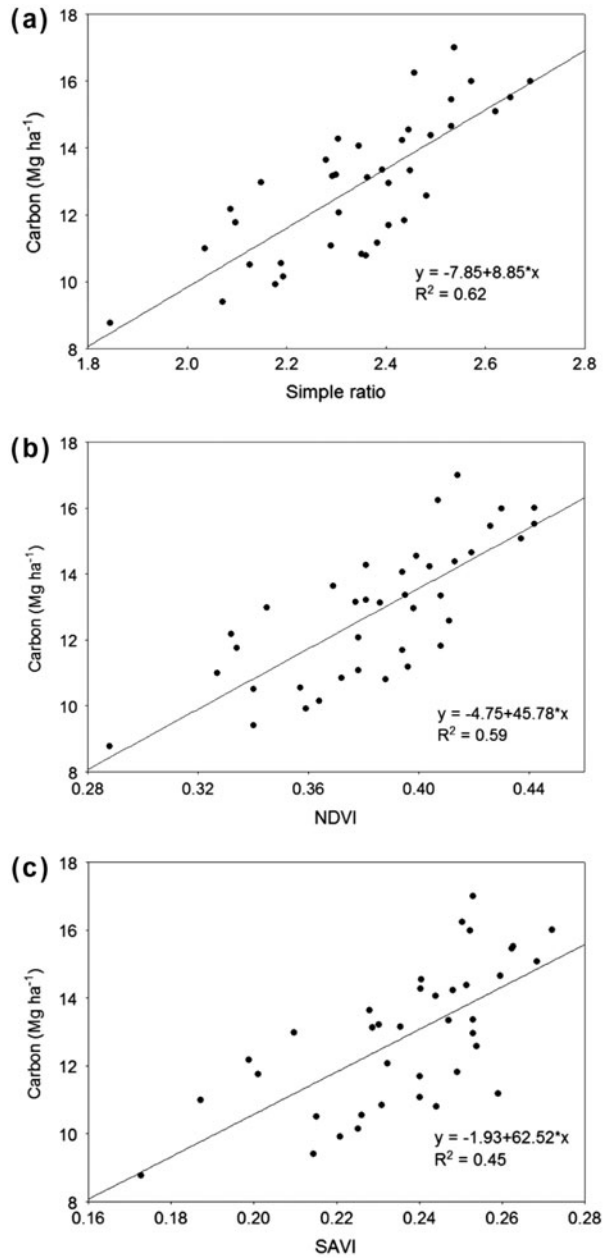 (a)
18
16
14
12
10
8
Carbon (Mg ha⁻¹)
y = -7.85+8.85*x
R² = 0.62
1.8 2.0 2.2 2.4 2.6 2.8
Simple ratio
(b)
18
16
14
12
10
8
Carbon (Mg ha⁻¹)
y = -4.75+45.78*x
R² = 0.59
0.28 0.32 0.36 0.40 0.44
NDVI
(c)
18
16
14
12
10
8
Carbon (Mg ha⁻¹)
y = -1.93+62.52*x
R² = 0.45
0.16 0.18 0.20 0.22 0.24 0.26 0.28
SAVI